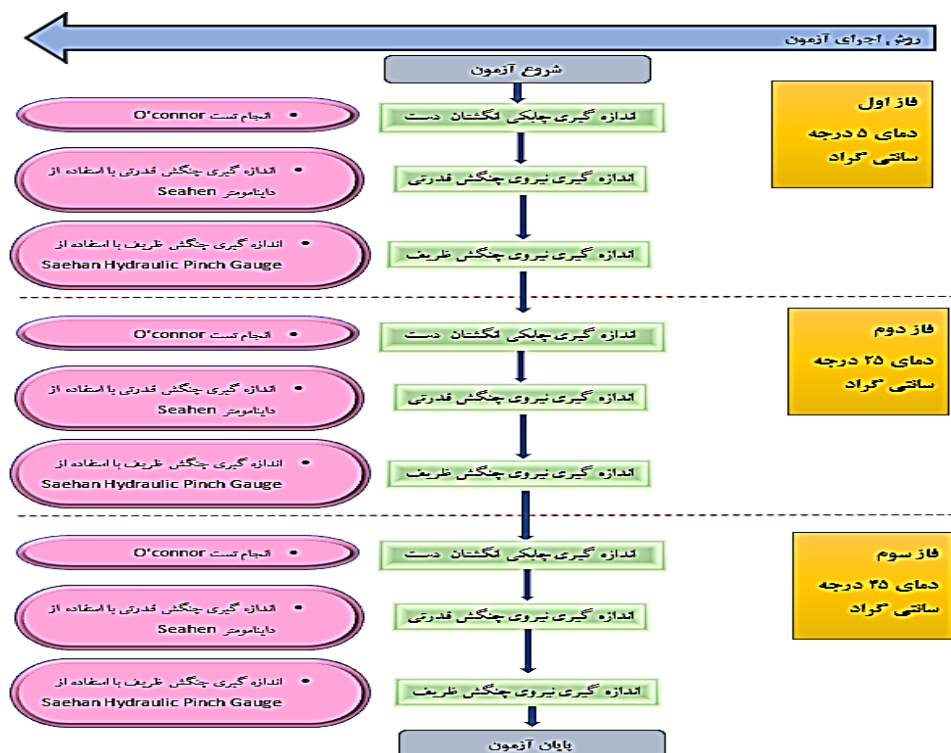 روش اجرای آزمون
شروع آزمون
فاز اول
دمای ۵ درجه
سانتی گراد
اندازه گیری چابکی انگشتان دست
• انجام تست O'connor
اندازه گیری نیروی چنگش قدرتی
• اندازه گیری چنگش قدرتی با استفاده از
داینامومتر Seahen
اندازه گیری نیروی چنگش ظریف
• اندازه گیری چنگش ظریف با استفاده از
Saehan Hydraulic Pinch Gauge
فاز دوم
دمای ۲۵ درجه
سانتی گراد
اندازه گیری چابکی انگشتان دست
• انجام تست O'connor
اندازه گیری نیروی چنگش قدرتی
• اندازه گیری چنگش قدرتی با استفاده از
داینامومتر Seahen
اندازه گیری نیروی چنگش ظریف
• اندازه گیری چنگش ظریف با استفاده از
Saehan Hydraulic Pinch Gauge
فاز سوم
دمای ۴۵ درجه
سانتی گراد
اندازه گیری چابکی انگشتان دست
• انجام تست O'connor
اندازه گیری نیروی چنگش قدرتی
• اندازه گیری چنگش قدرتی با استفاده از
داینامومتر Seahen
اندازه گیری نیروی چنگش ظریف
• اندازه گیری چنگش ظریف با استفاده از
Saehan Hydraulic Pinch Gauge
پایان آزمون